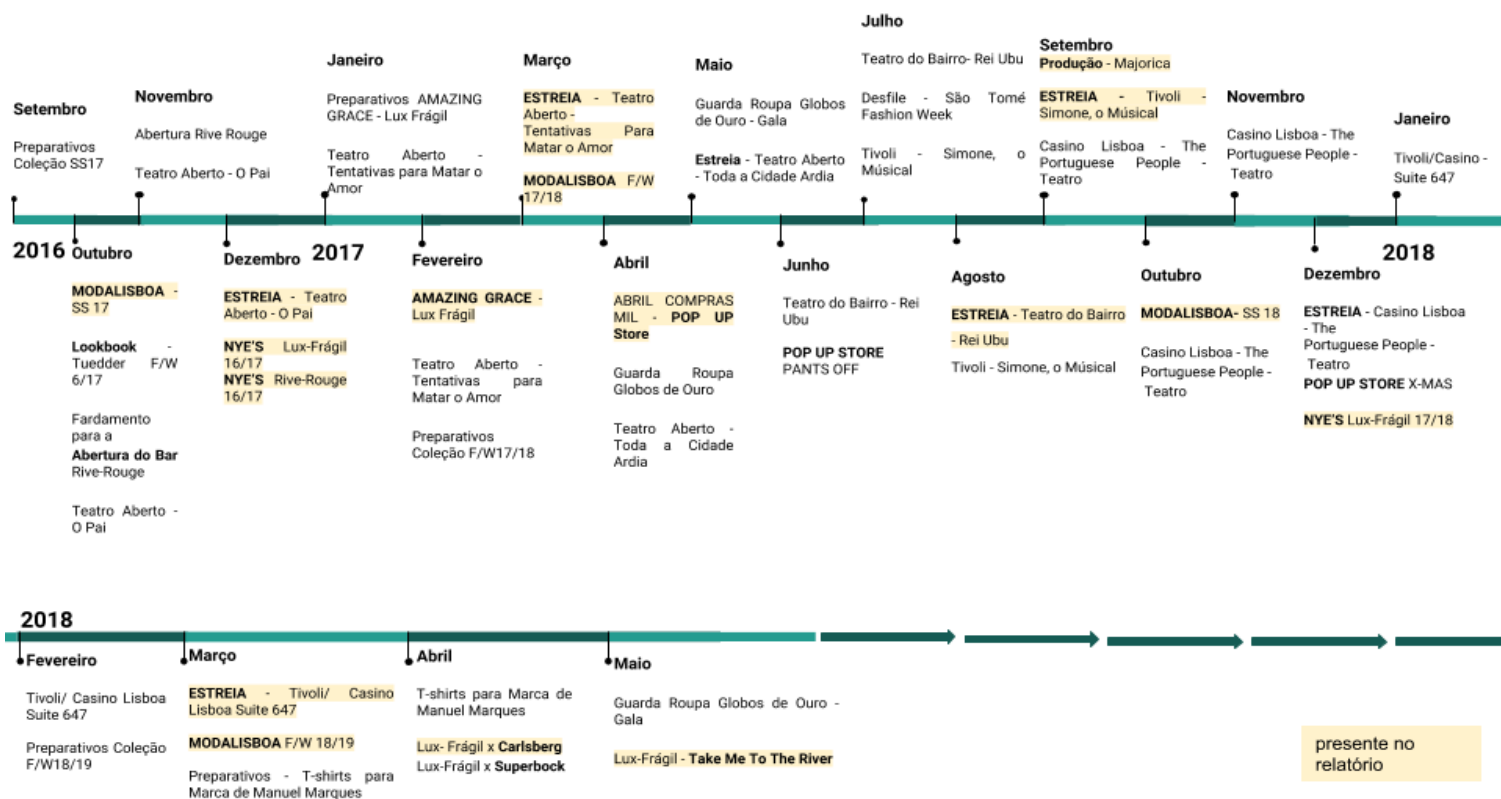 Setembro
Preparativos
Coleção SS17
Novembro
Abertura Rive Rouge
Teatro Aberto - O Pai
Janeiro
Preparativos AMAZING
GRACE - Lux Frágil
Teatro Aberto -
Tentativas para Matar o
Amor
Março
ESTREIA - Teatro
Aberto -
Tentativas Para
Matar o Amor
MODALISBOA F/W
17/18
Maio
Guarda Roupa Globos
de Ouro - Gala
Estreia - Teatro Aberto
- Toda a Cidade Ardia
Julho
Teatro do Bairro- Rei Ubu
Desfile - São Tomé
Fashion Week
Tivoli - Simone, o
Músical
Setembro
Produção - Majorica
ESTREIA - Tivoli -
Simone, o Músical
Casino Lisboa - The
Portuguese People -
Teatro
Novembro
Casino Lisboa - The
Portuguese People -
Teatro
Janeiro
Tivoli/Casino -
Suite 647
2016
Outubro
MODALISBOA -
SS 17
Lookbook -
Tuedder F/W
6/17
Fardamento
para a
Abertura do Bar
Rive-Rouge
Teatro Aberto -
O Pai
Dezembro
ESTREIA - Teatro
Aberto - O Pai
NYE'S Lux-Frágil
16/17
NYE'S Rive-Rouge
16/17
2017
Fevereiro
AMAZING GRACE -
Lux Frágil
Teatro Aberto -
Tentativas para
Matar o Amor
Preparativos
Coleção F/W17/18
Abril
ABRIL COMPRAS
MIL - POP UP
Store
Guarda Roupa
Globos de Ouro
Teatro Aberto -
Toda a Cidade
Ardia
Junho
Teatro do Bairro - Rei
Ubu
POP UP STORE
PANTS OFF
Agosto
ESTREIA - Teatro do Bairro
- Rei Ubu
Tivoli - Simone, o Músical
Outubro
MODALISBOA- SS 18
Casino Lisboa - The
Portuguese People -
Teatro
2018
Dezembro
ESTREIA - Casino Lisboa
- The
Portuguese People -
Teatro
POP UP STORE X-MAS
NYE'S Lux-Frágil 17/18
2018
Fevereiro
Tivoli/ Casino Lisboa
Suite 647
Preparativos Coleção
F/W18/19
Março
ESTREIA - Tivoli/ Casino
Lisboa Suite 647
MODALISBOA F/W 18/19
Preparativos - T-shirts para
Marca de Manuel Marques
Abril
T-shirts para Marca de
Manuel Marques
Lux- Frágil x Carlsberg
Lux-Frágil x Superbock
Maio
Guarda Roupa Globos de Ouro -
Gala
Lux-Frágil - Take Me To The River
presente no
relatório